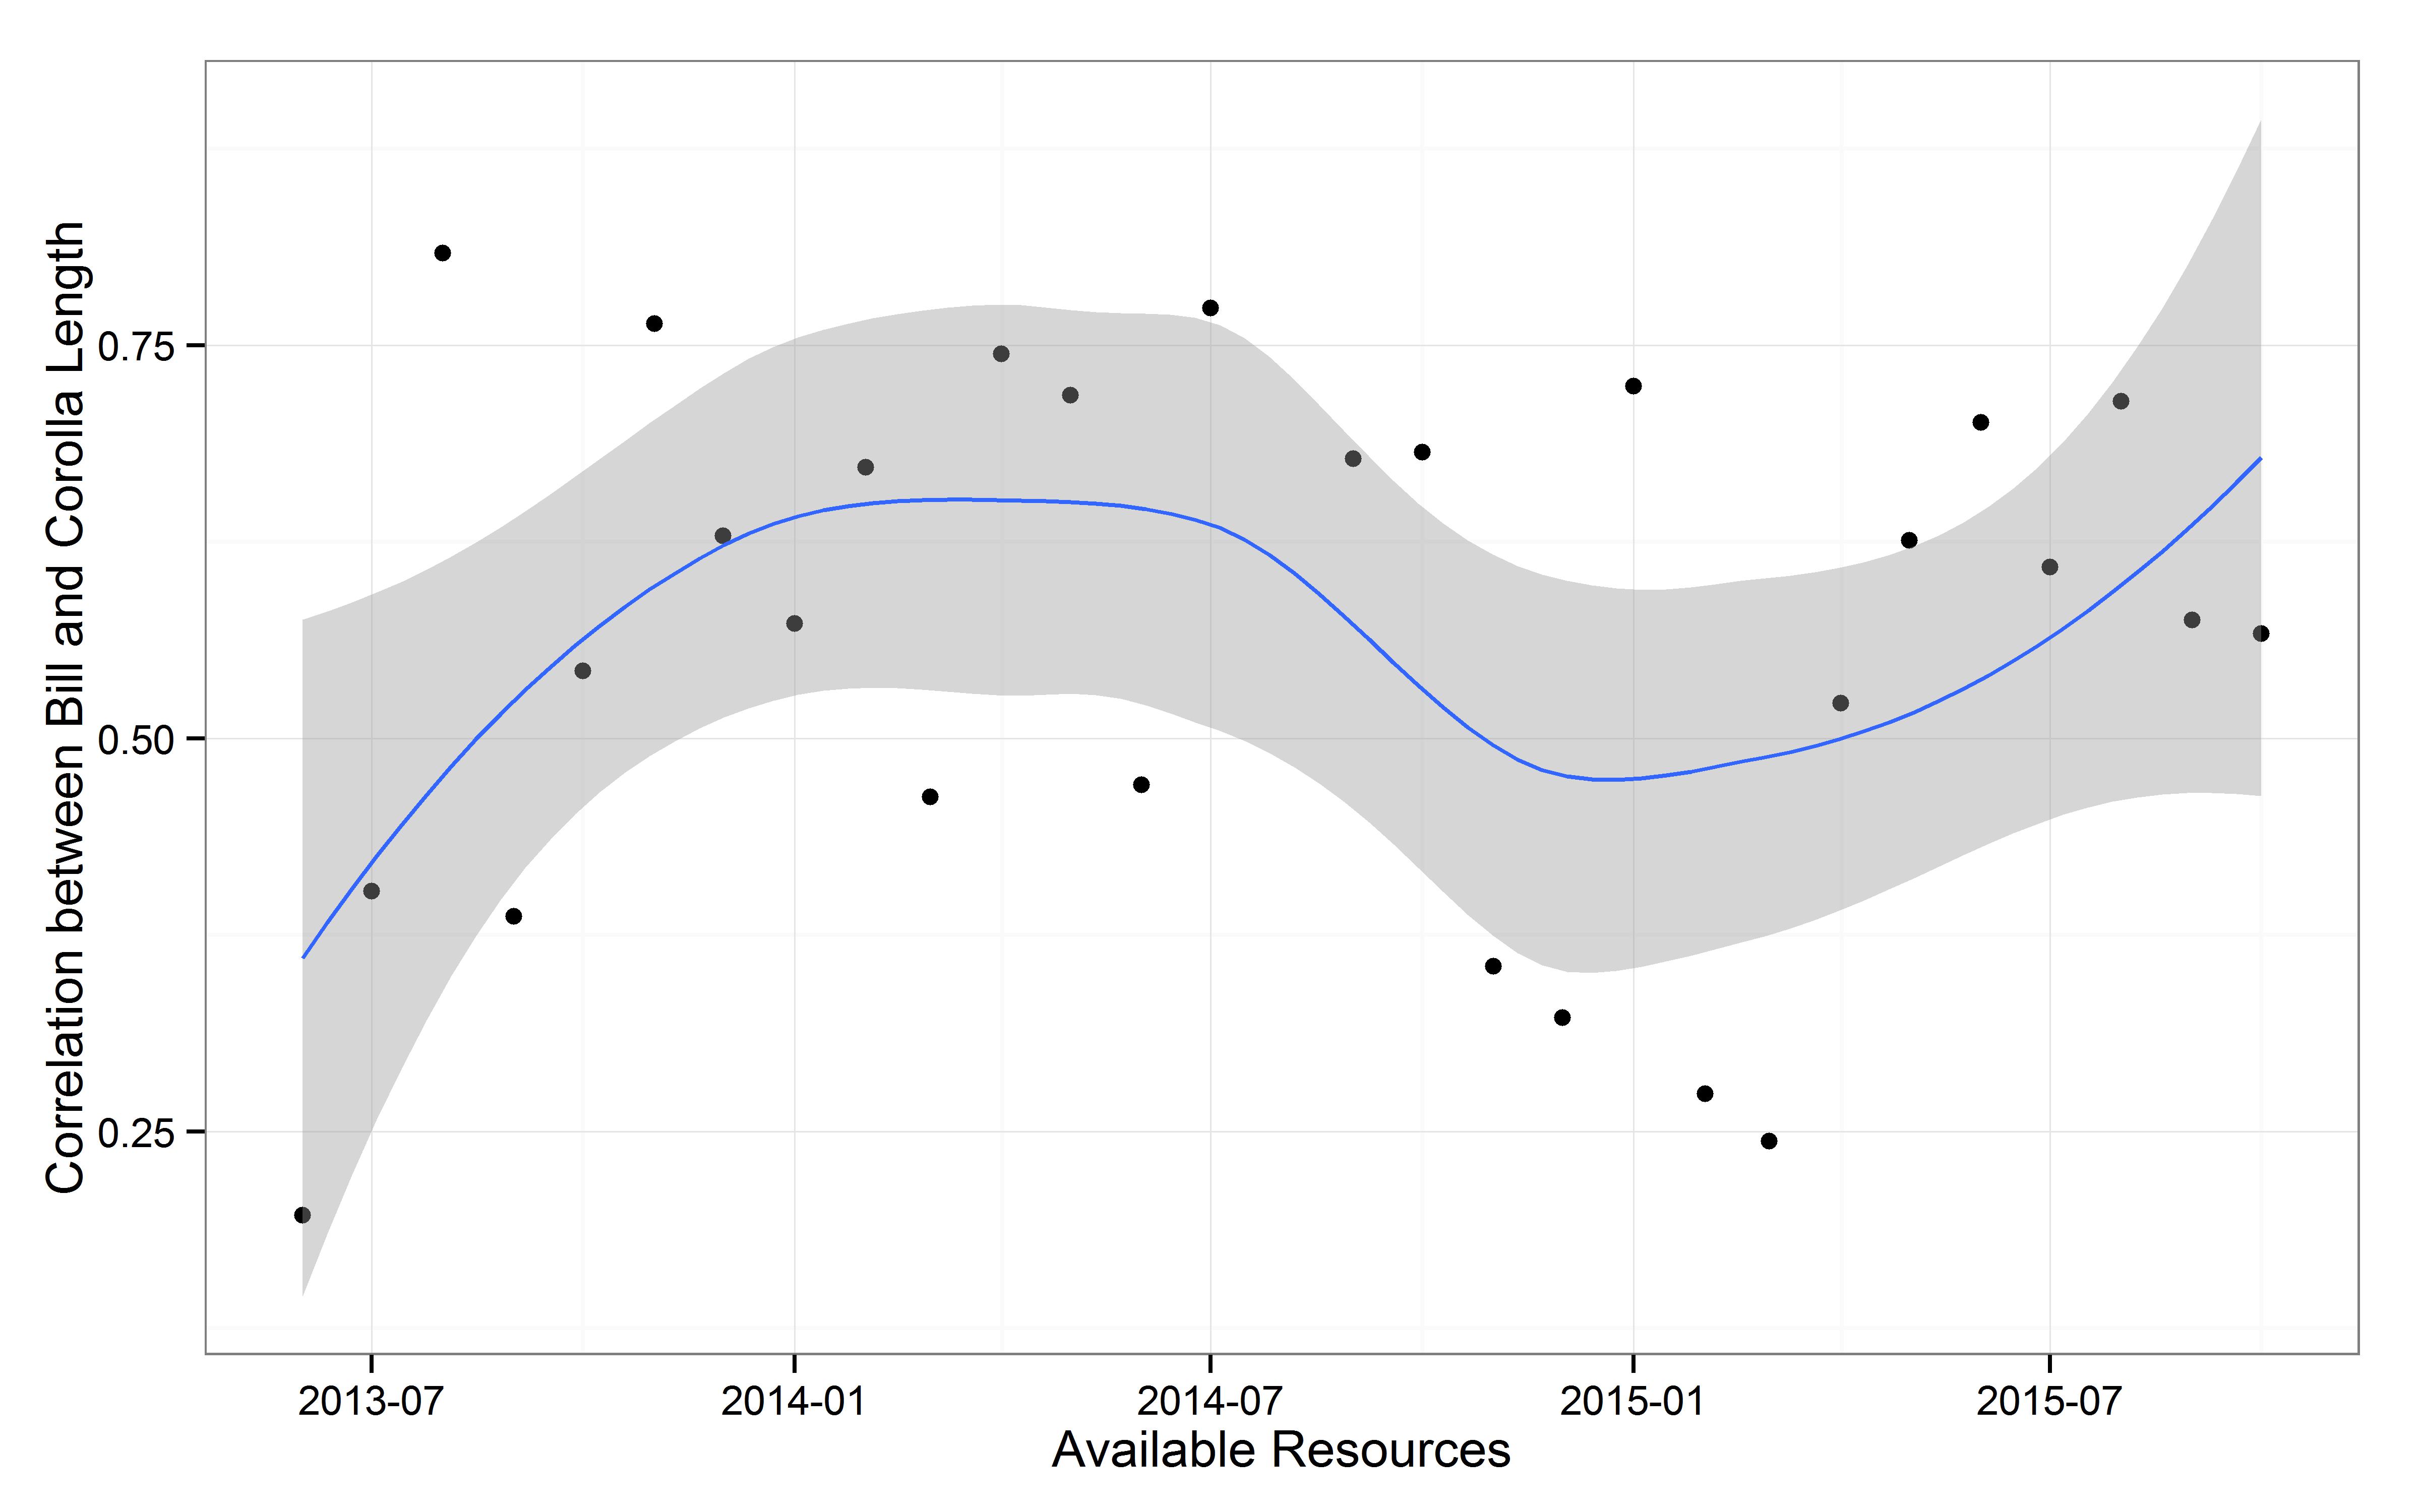 Correlation between Bill and Corolla Length
0.75
0.50
0.25
2013-07 2014-01 2014-07 2015-01 2015-07
Available Resources